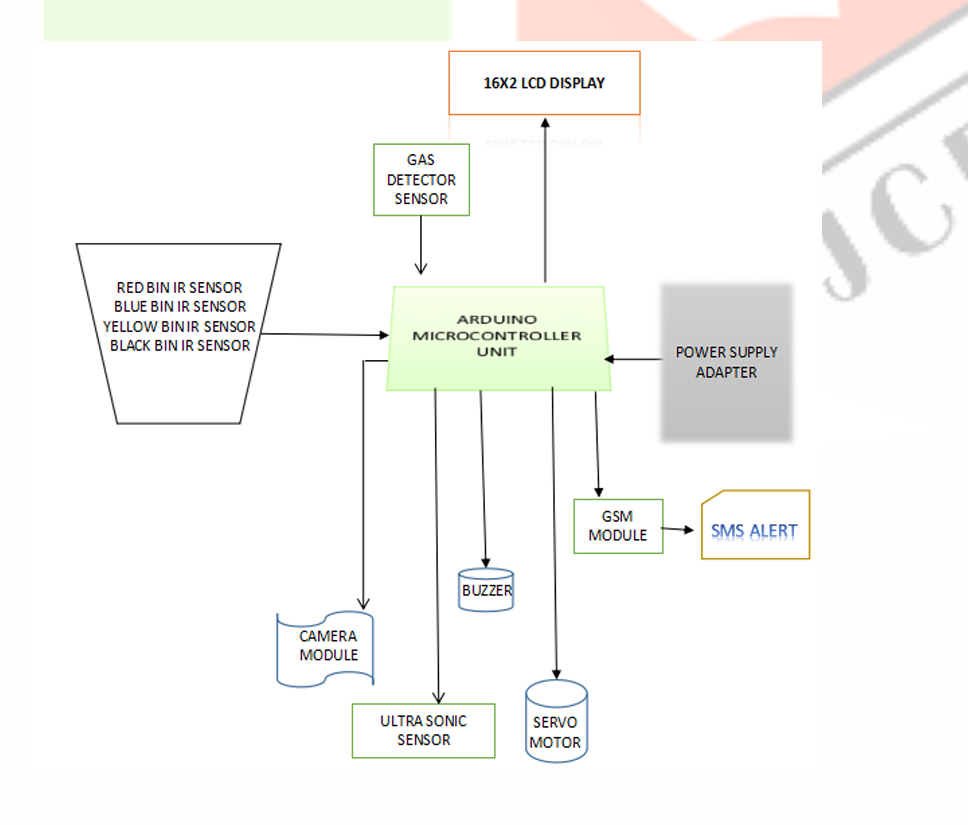 16X2 LCD DISPLAY
GAS
DETECTOR
SENSOR
RED BIN IR SENSOR
BLUE BIN IR SENSOR
YELLOW BIN IR SENSOR
BLACK BIN IR SENSOR
ARDUINO
MICROCONTROLLER
UNIT
POWER SUPPLY
ADAPTER
GSM
MODULE
SMS ALERT
BUZZER
CAMERA
MODULE
ULTRA SONIC
SENSOR
SERVO
MOTOR